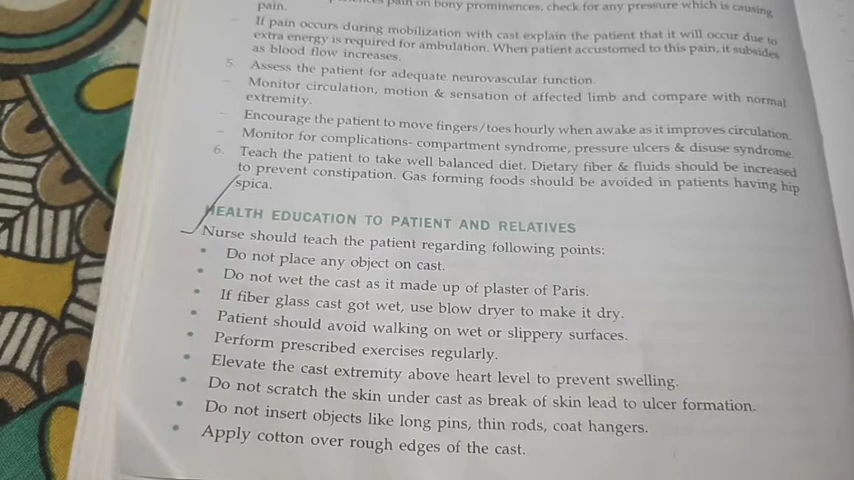 pain on bony prominences, check for any pressure which is causing
pain.
– If pain occurs during mobilization with cast explain the patient that it will occur due to
extra energy is required for ambulation. When patient accustomed to this pain, it subsides
as blood flow increases.
5. Assess the patient for adequate neurovascular function.
– Monitor circulation, motion & sensation of affected limb and compare with normal
extremity.
– Encourage the patient to move fingers/toes hourly when awake as it improves circulation.
– Monitor for complications- compartment syndrome, pressure ulcers & disuse syndrome.
6. Teach the patient to take well balanced diet. Dietary fiber & fluids should be increased
to prevent constipation. Gas forming foods should be avoided in patients having hip
spica.
HEALTH EDUCATION TO PATIENT AND RELATIVES
Nurse should teach the patient regarding following points:
• Do not place any object on cast.
• Do not wet the cast as it made up of plaster of Paris.
• If fiber glass cast got wet, use blow dryer to make it dry.
• Patient should avoid walking on wet or slippery surfaces.
• Perform prescribed exercises regularly.
• Elevate the cast extremity above heart level to prevent swelling.
• Do not scratch the skin under cast as break of skin lead to ulcer formation.
• Do not insert objects like long pins, thin rods, coat hangers.
• Apply cotton over rough edges of the cast.